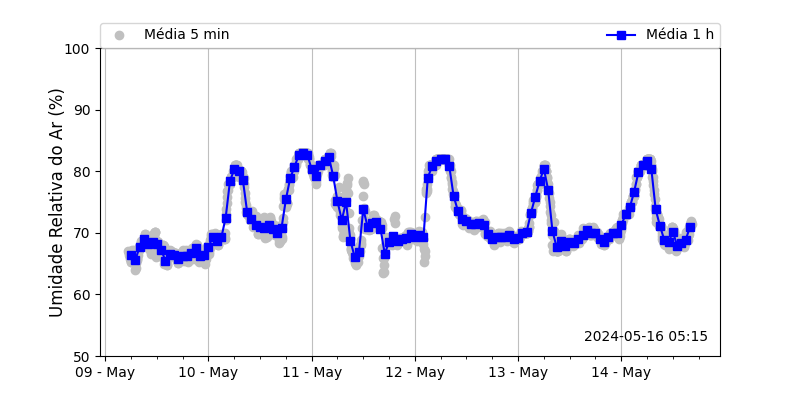 Média 5 min
Média 1 h
Umidade Relativa do Ar (%)
100
90
80
70
60
50
2024-05-16 05:15
09 - May
10 - May
11 - May
12 - May
13 - May
14 - May